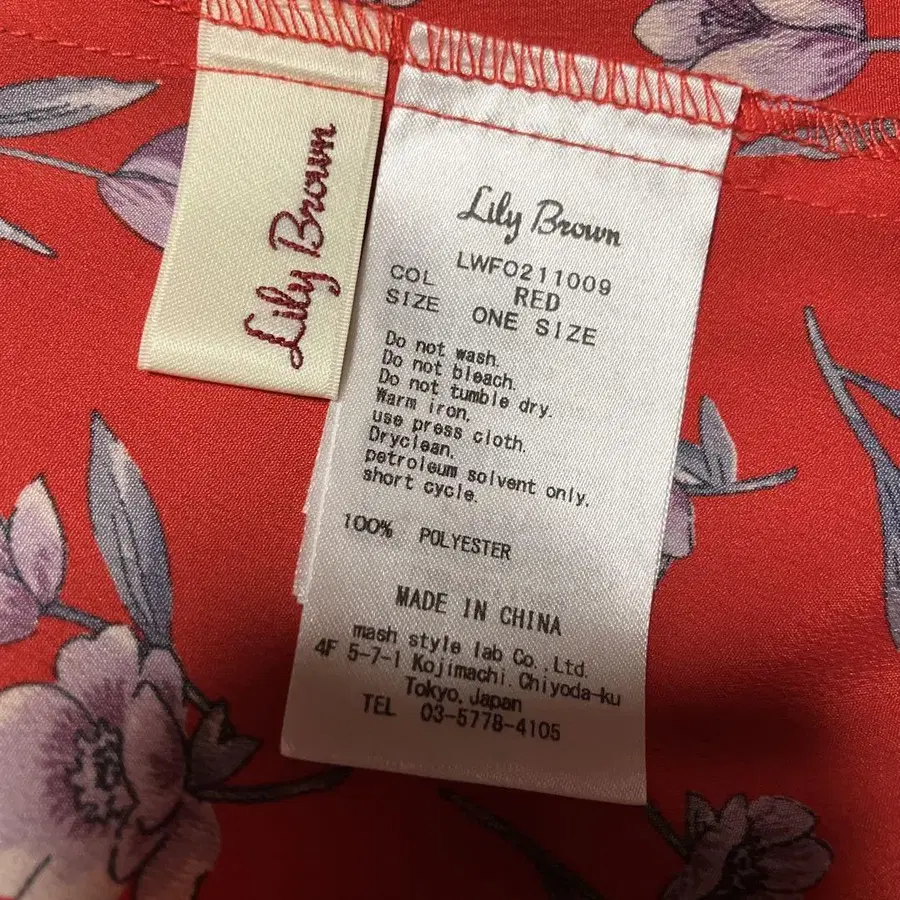 Lily Brown
Lily Brown
LWFO211009
COL RED
SIZE ONE SIZE
Do not wash.
Do not bleach.
Do not tumble dry.
Warm iron,
use press cloth.
Dryclean,
petroleum solvent only,
short cycle.
100% POLYESTER
MADE IN CHINA
mash style lab Co.,Ltd.
4F 5-7-1 Kojimachi.Chiyoda-ku
Tokyo.Japan
TEL 03-5778-4105